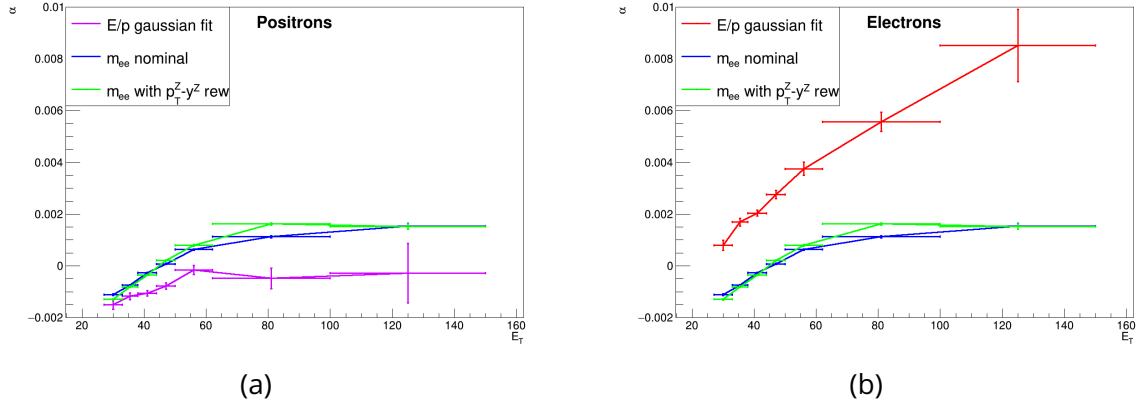 α
0.01
0.008
0.006
0.004
0.002
0
−0.002
20 40 60 80 100 120 140 160
E_T
Positrons
E/p gaussian fit
m_ee nominal
m_ee with p_T^Z-y^Z rew
(a)
α
0.01
0.008
0.006
0.004
0.002
0
−0.002
20 40 60 80 100 120 140 160
E_T
Electrons
E/p gaussian fit
m_ee nominal
m_ee with p_T^Z-y^Z rew
(b)